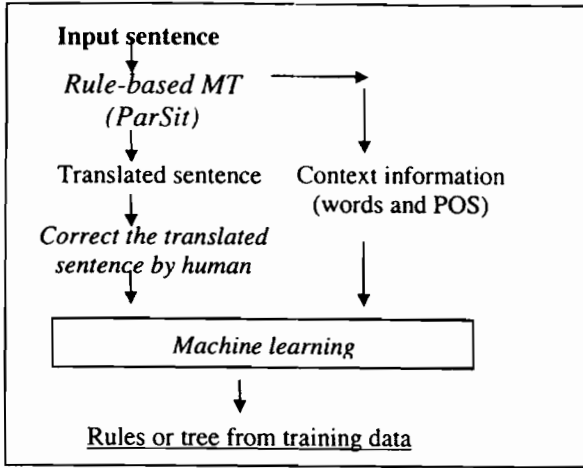 Input sentence
Rule-based MT
(ParSit)
Translated sentence
Context information
(words and POS)
Correct the translated
sentence by human
Machine learning
Rules or tree from training data